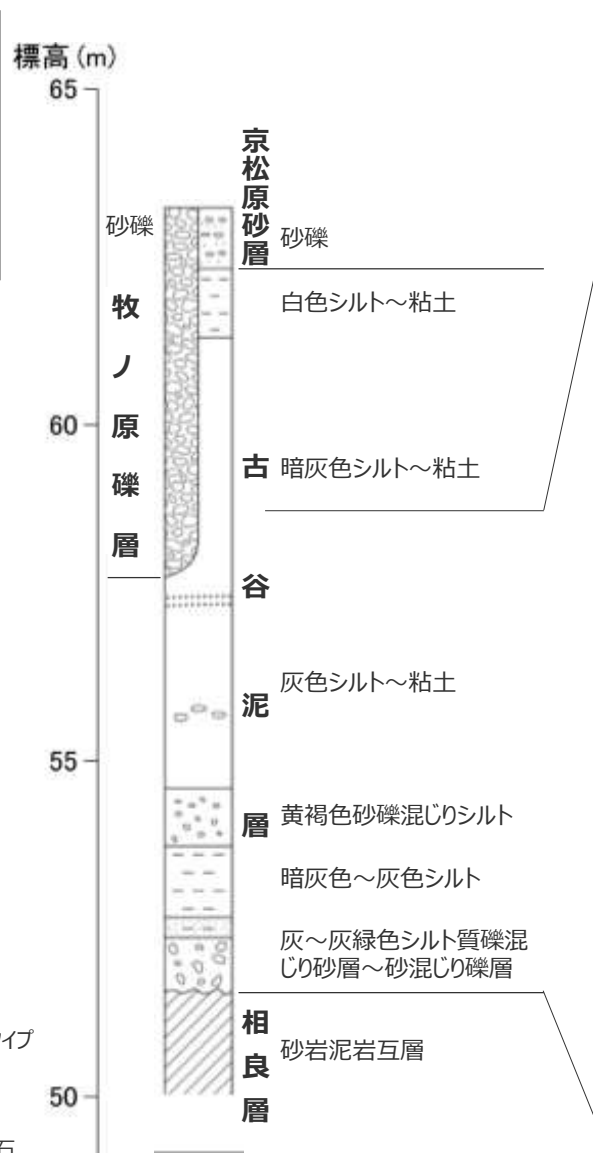 標高(m)
65
京松原砂層
砂礫
砂礫
牧ノ原礫層
白色シルト～粘土
60
古谷泥層
暗灰色シルト～粘土
灰色シルト～粘土
55
黄褐色砂礫混じりシルト
暗灰色～灰色シルト
灰～灰緑色シルト質礫混
じり砂層～砂混じり礫層
相良層
イプ
砂岩泥岩互層
50